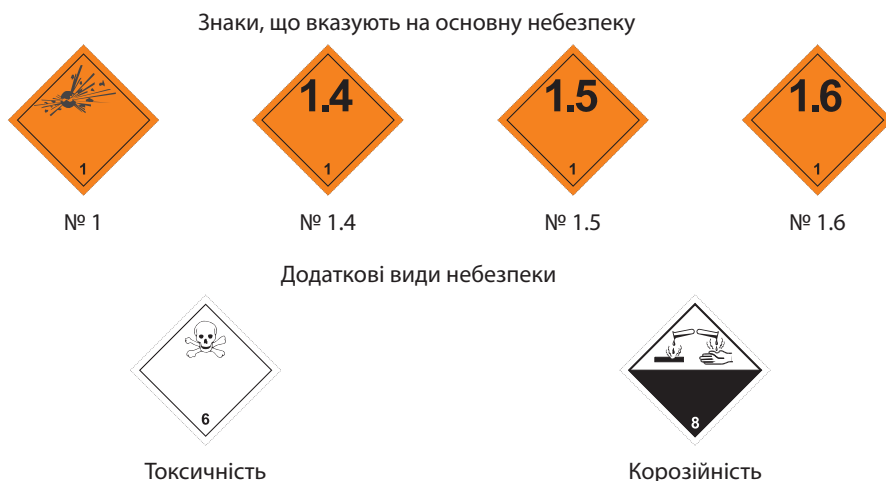 Знаки, що вказують на основну небезпеку
1.4 1.5 1.6
1 1 1 1
№ 1 № 1.4 № 1.5 № 1.6
Додаткові види небезпеки
6 8
Токсичність Корозійність